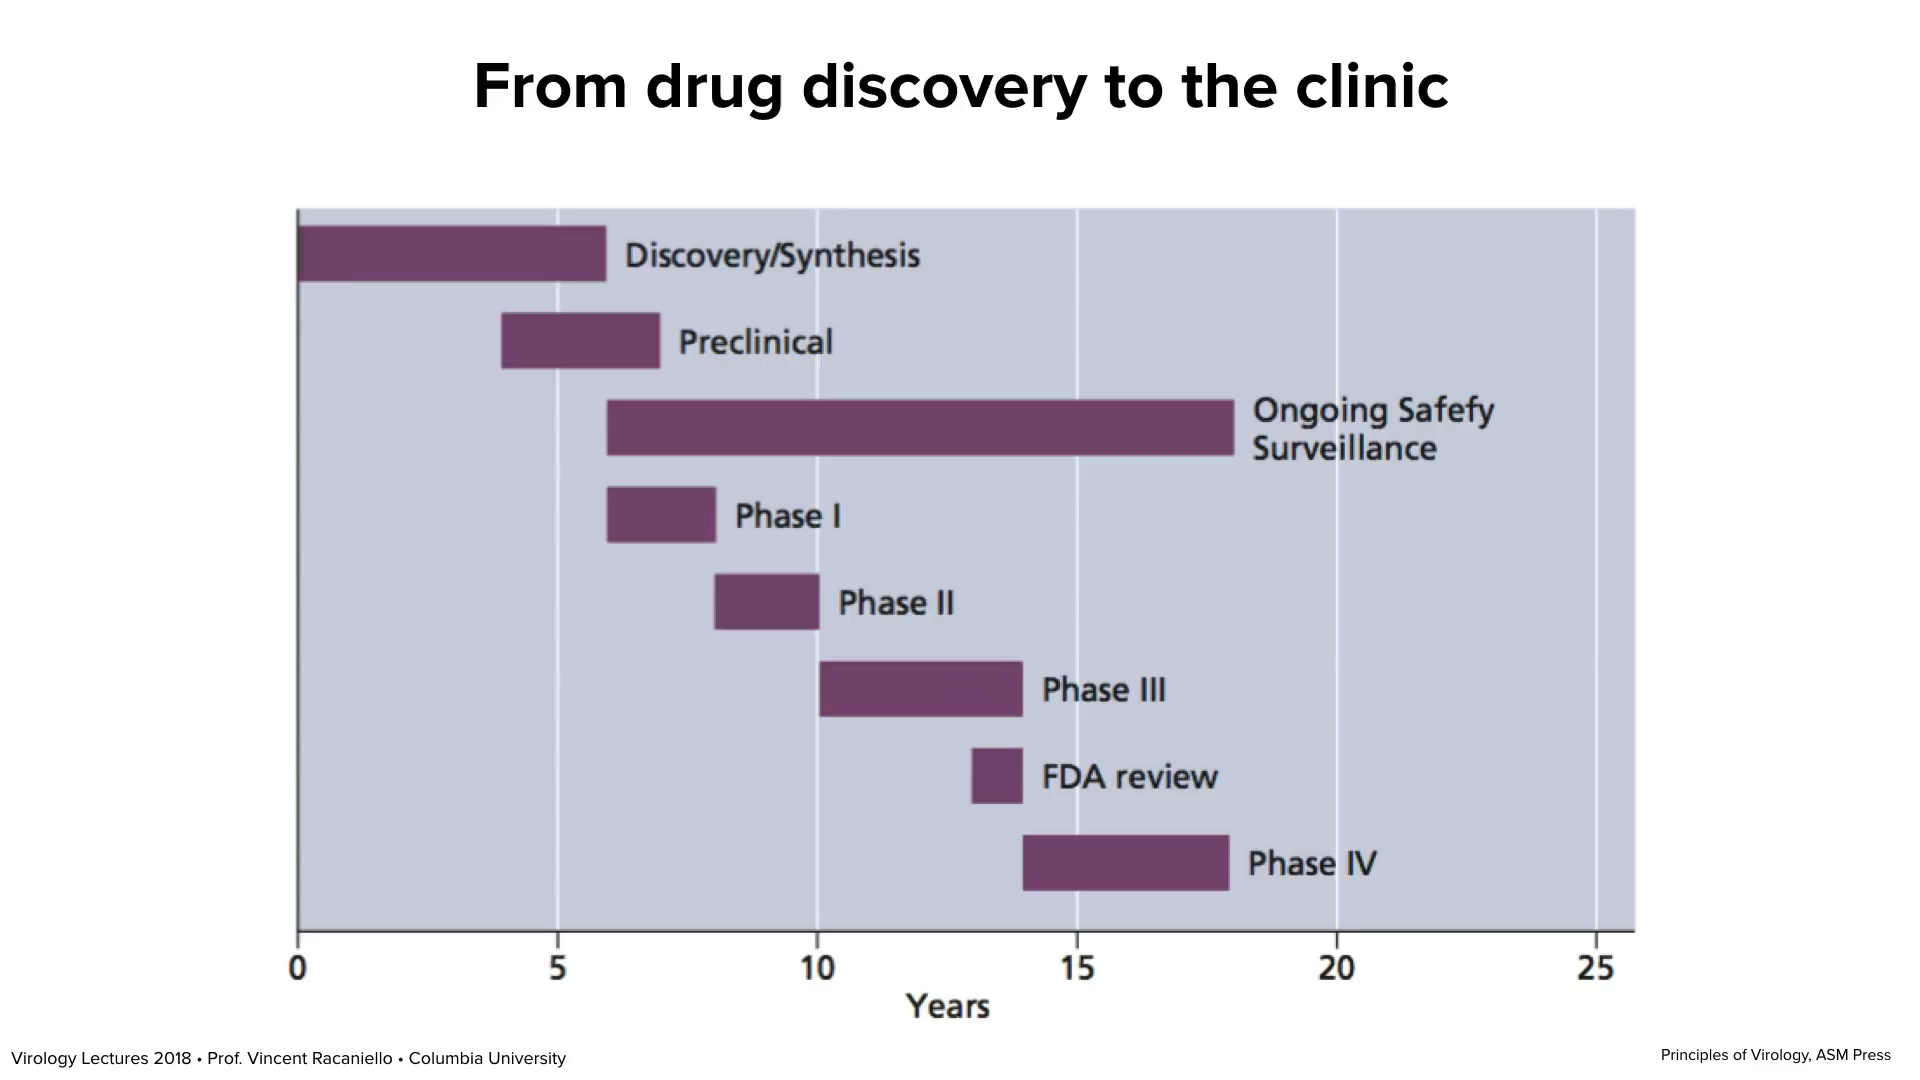 From drug discovery to the clinic
Discovery/Synthesis
Preclinical
Ongoing Safefy
Surveillance
Phase I
Phase II
Phase III
FDA review
Phase IV
0 5 10 15 20 25
Years
Virology Lectures 2018 • Prof. Vincent Racaniello • Columbia University
Principles of Virology, ASM Press